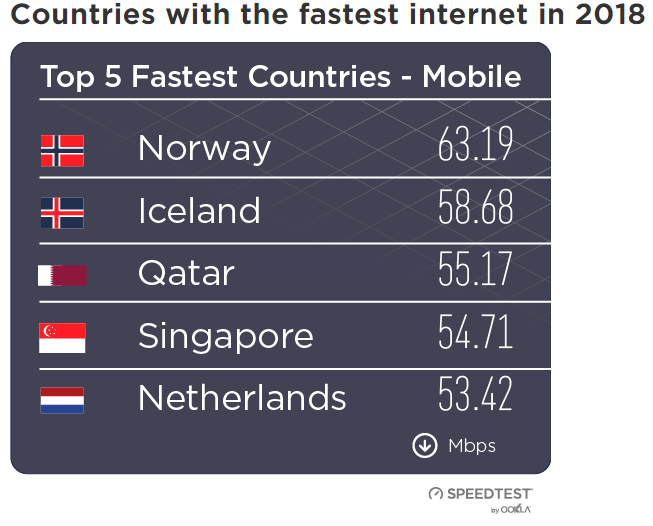 Countries with the fastest internet in 2018
Top 5 Fastest Countries - Mobile
Norway 63.19
Iceland 58.68
Qatar 55.17
Singapore 54.71
Netherlands 53.42
Mbps
SPEEDTEST
by OOKLA